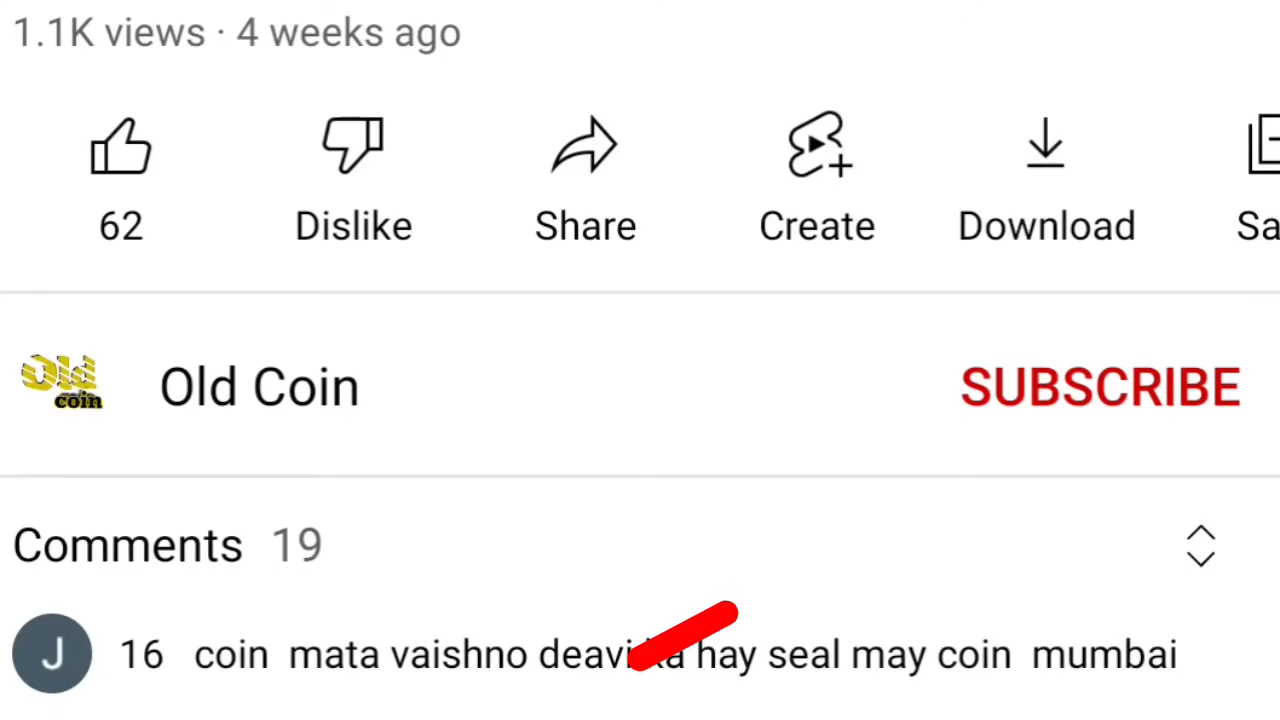 1.1K views · 4 weeks ago
62 Dislike Share Create Download
Old coin Old Coin SUBSCRIBE
Comments 19
J 16 coin mata vaishno deavi hay seal may coin mumbai